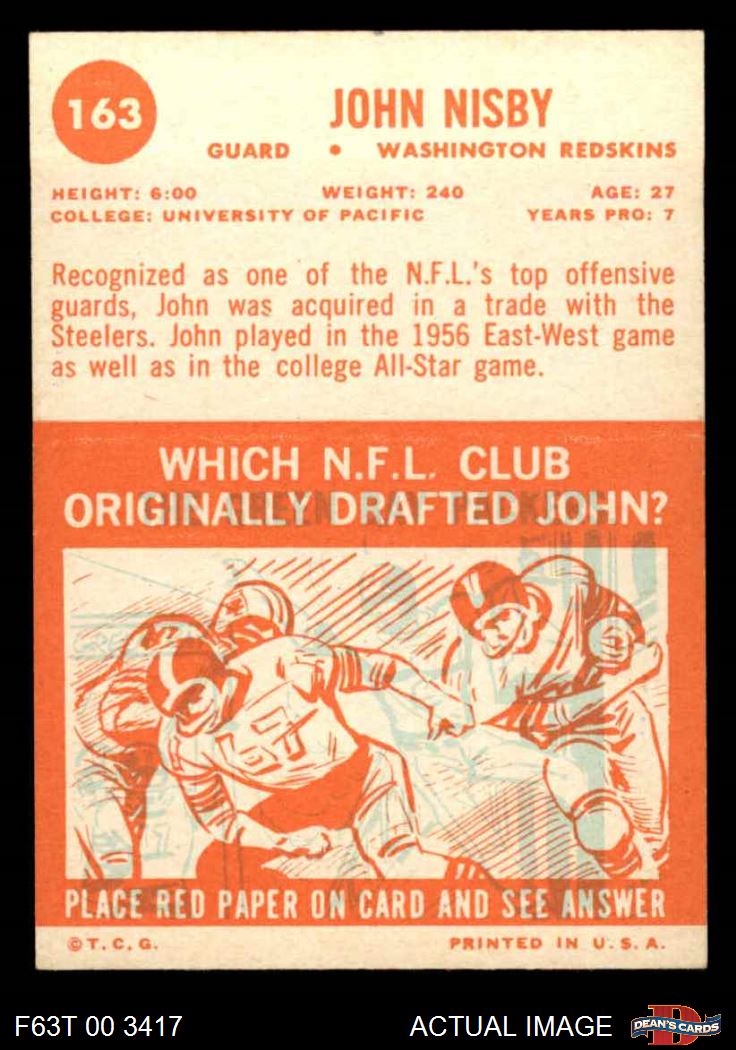 163
JOHN NISBY
GUARD • WASHINGTON REDSKINS
HEIGHT: 6:00 WEIGHT: 240 AGE: 27
COLLEGE: UNIVERSITY OF PACIFIC YEARS PRO: 7
Recognized as one of the N.F.L.'s top offensive
guards, John was acquired in a trade with the
Steelers. John played in the 1956 East-West game
as well as in the college All-Star game.
WHICH N.F.L. CLUB
ORIGINALLY DRAFTED JOHN?
67
PLACE RED PAPER ON CARD AND SEE ANSWER
© T. C. G. PRINTED IN U. S. A.
F63T 00 3417 ACTUAL IMAGE DEAN'S CARDS